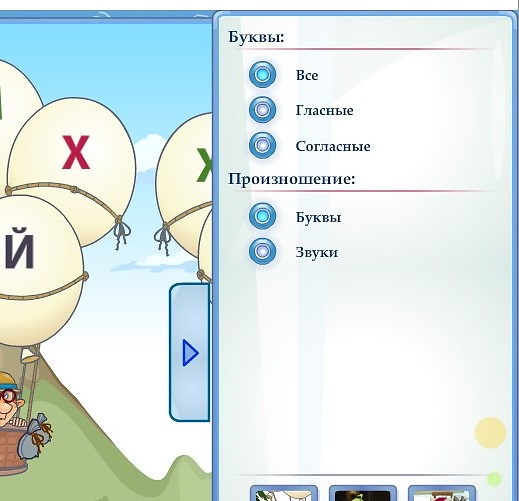 Буквы:
Все
Гласные
Согласные
Произношение:
Буквы
Звуки
Х
Й